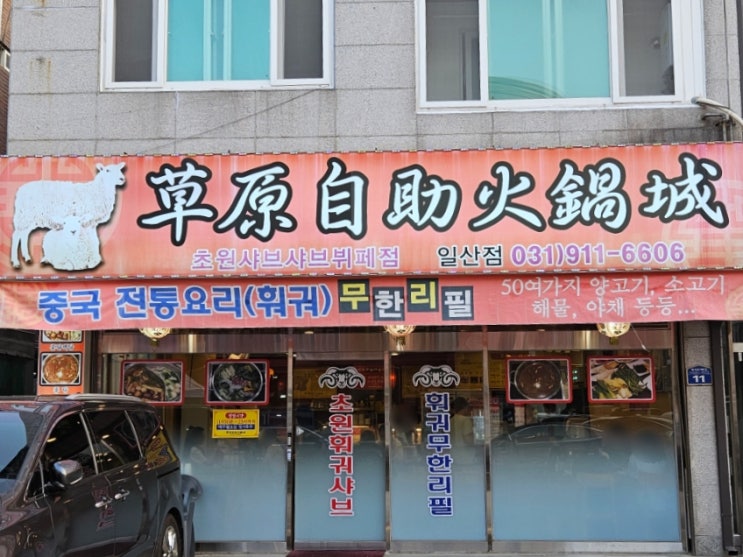 草原自助火鍋城
초원샤브샤브뷔페점 일산점 031)911-6606
중국 전통요리(훠궈) 무한리필
50여가지 양고기, 소고기
해물, 야채 등등...
초원훠궈샤브
훠궈무한리필
11